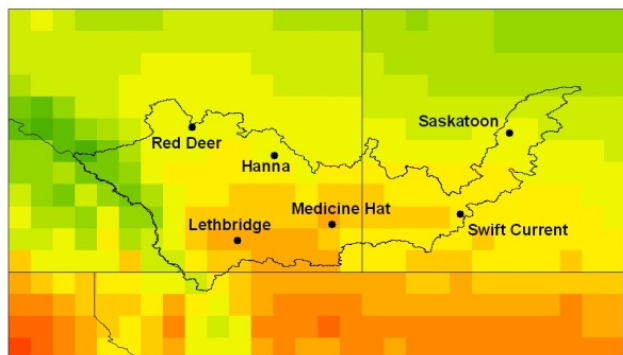 Saskatoon
Red Deer
Hanna
Medicine Hat
Lethbridge
Swift Current